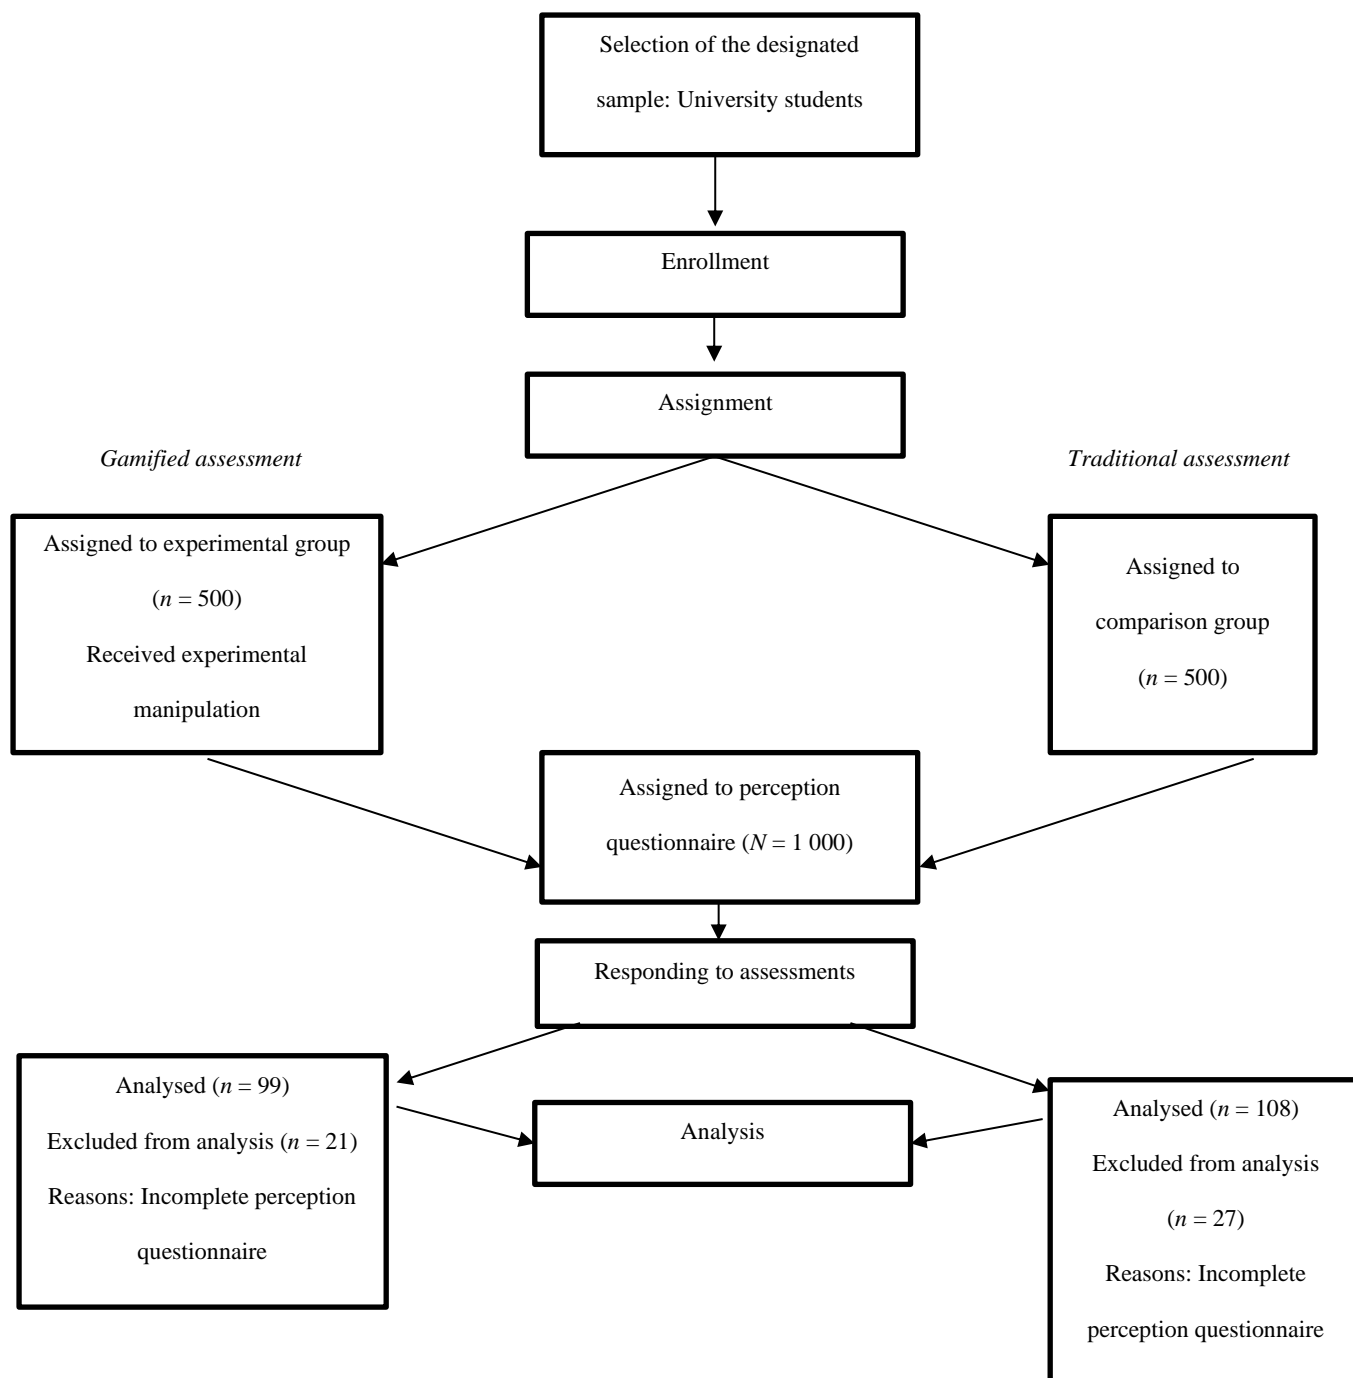 Selection of the designated
sample: University students
Enrollment
Assignment
Gamified assessment
Traditional assessment
Assigned to experimental group
(n = 500)
Received experimental
manipulation
Assigned to
comparison group
(n = 500)
Assigned to perception
questionnaire (N = 1 000)
Responding to assessments
Analysed (n = 99)
Excluded from analysis (n = 21)
Reasons: Incomplete perception
questionnaire
Analysis
Analysed (n = 108)
Excluded from analysis
(n = 27)
Reasons: Incomplete
perception questionnaire